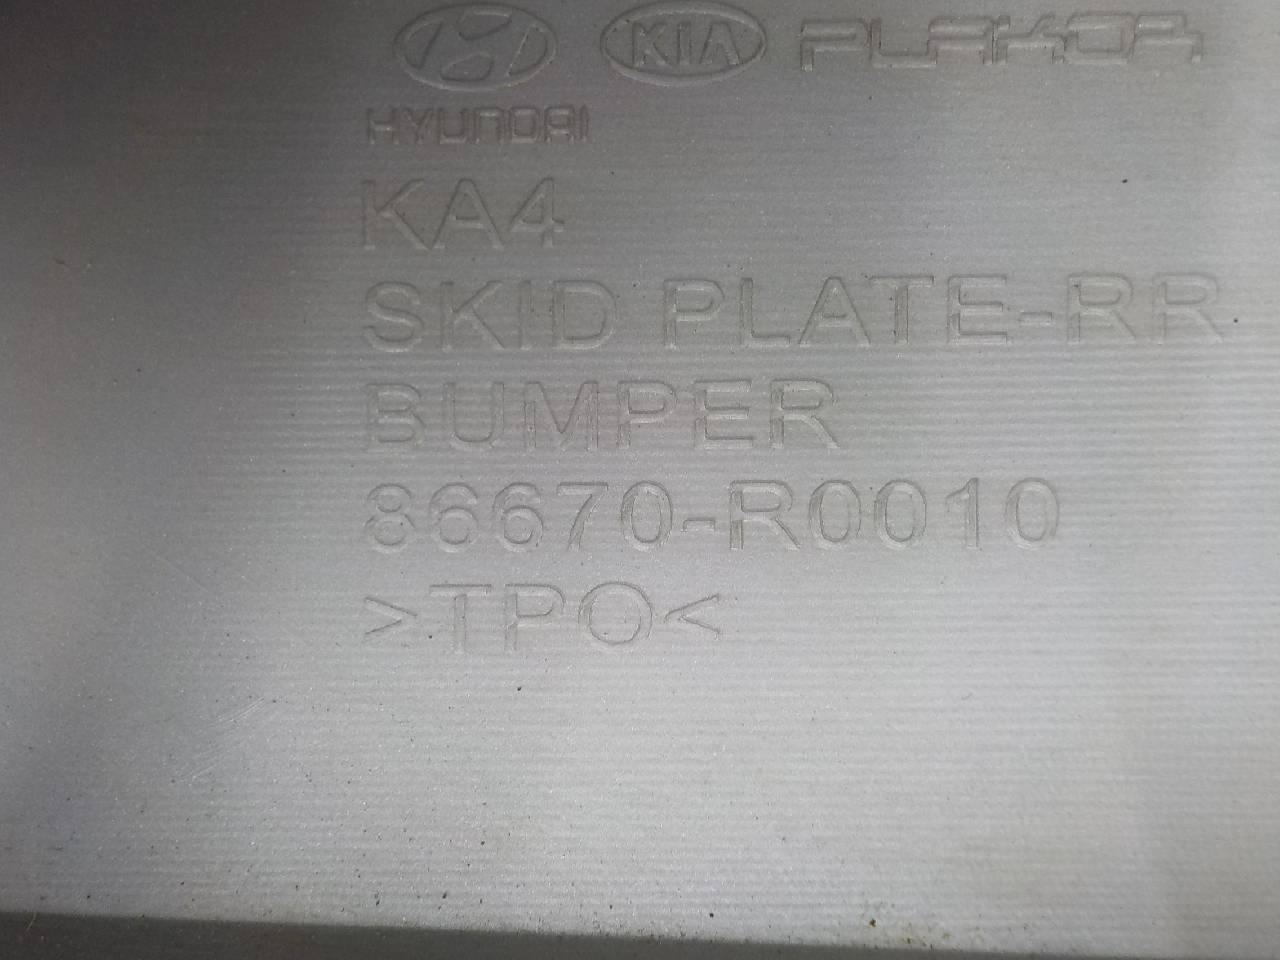 KIA PLAKOR
HYUNDAI
KA4
SKID PLATE-RR
BUMPER
86670-R0010
>TPO<